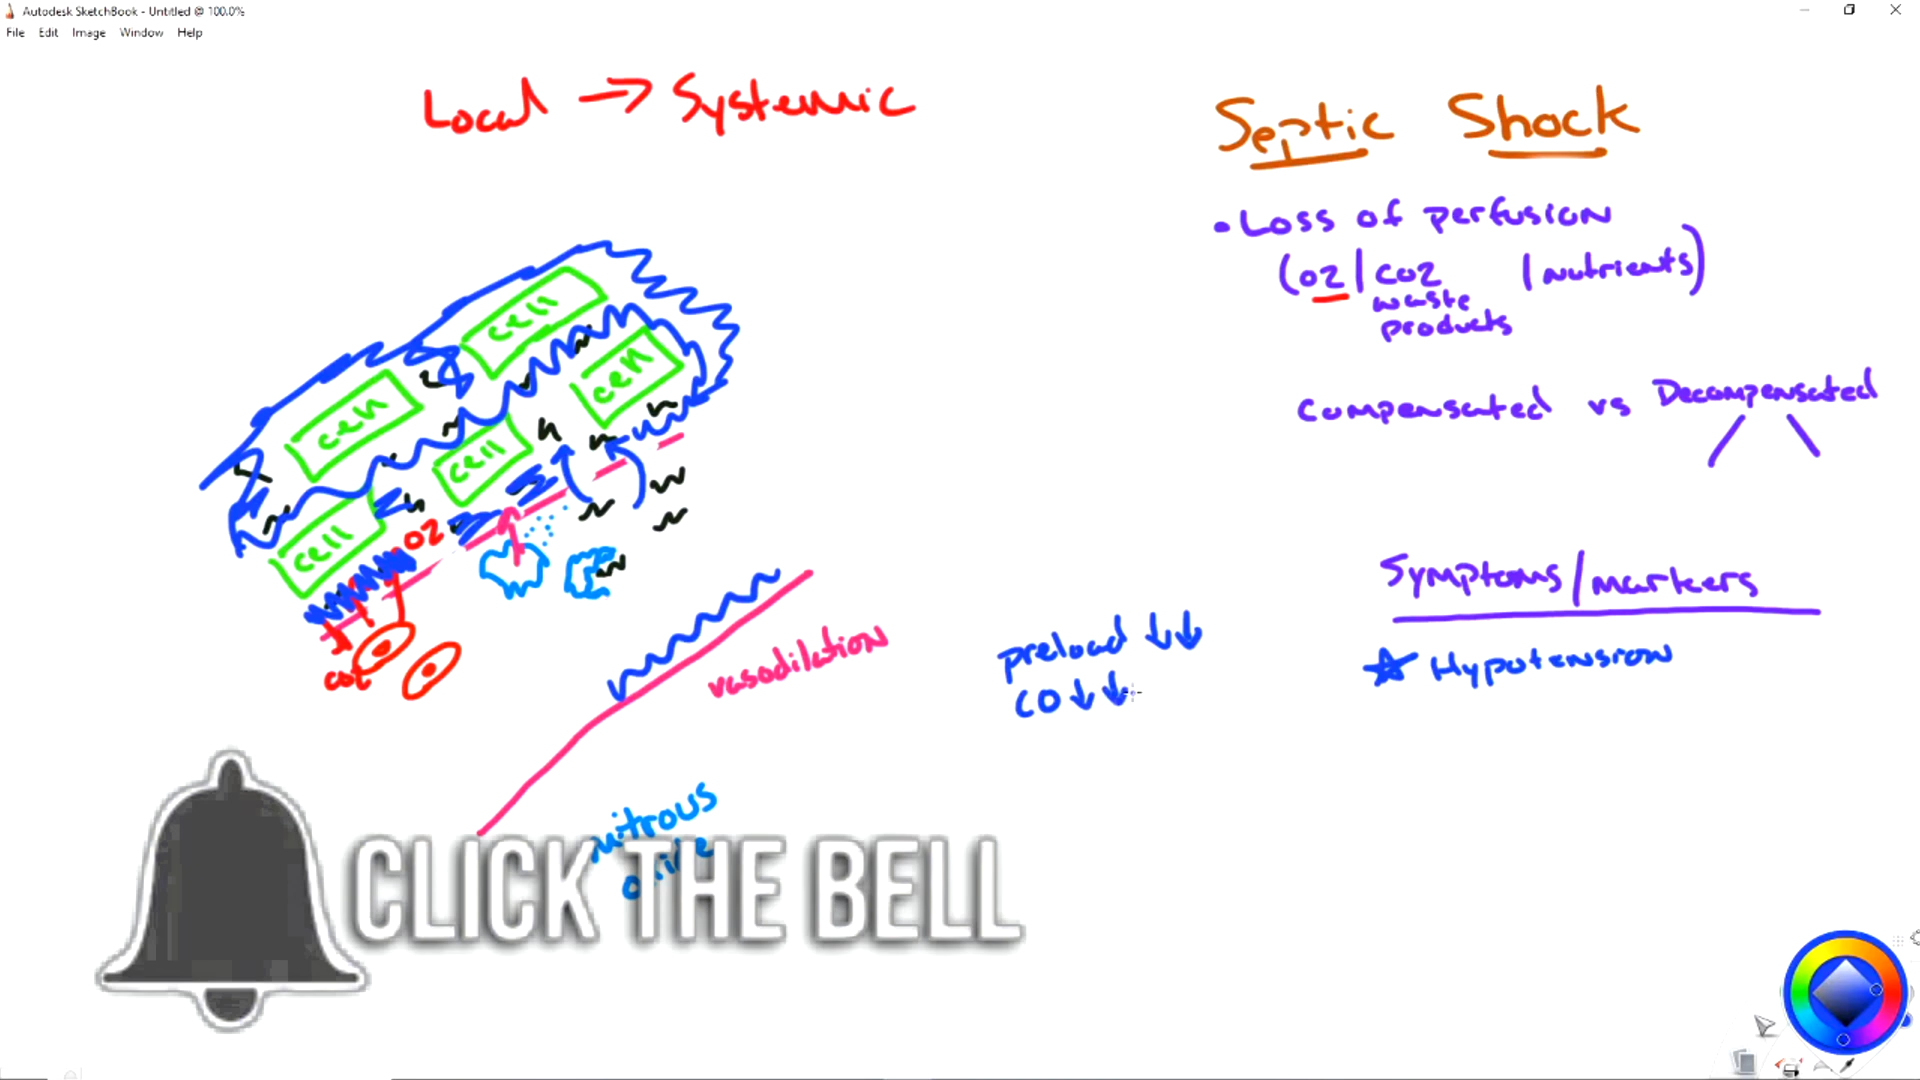 Autodesk SketchBook - Untitled @ 100.0%
File Edit Image Window Help
Local → Systemic
Septic Shock
• Loss of perfusion
(O2 | CO2 | nutrients)
waste
products
Compensated vs Decompensated
cell
cell
cell
cell
cell
O2
CO2
Symptoms/markers
☆ Hypotension
vasodilation
preload ↓↓
CO ↓↓
nitrous
CLICK THE BELL